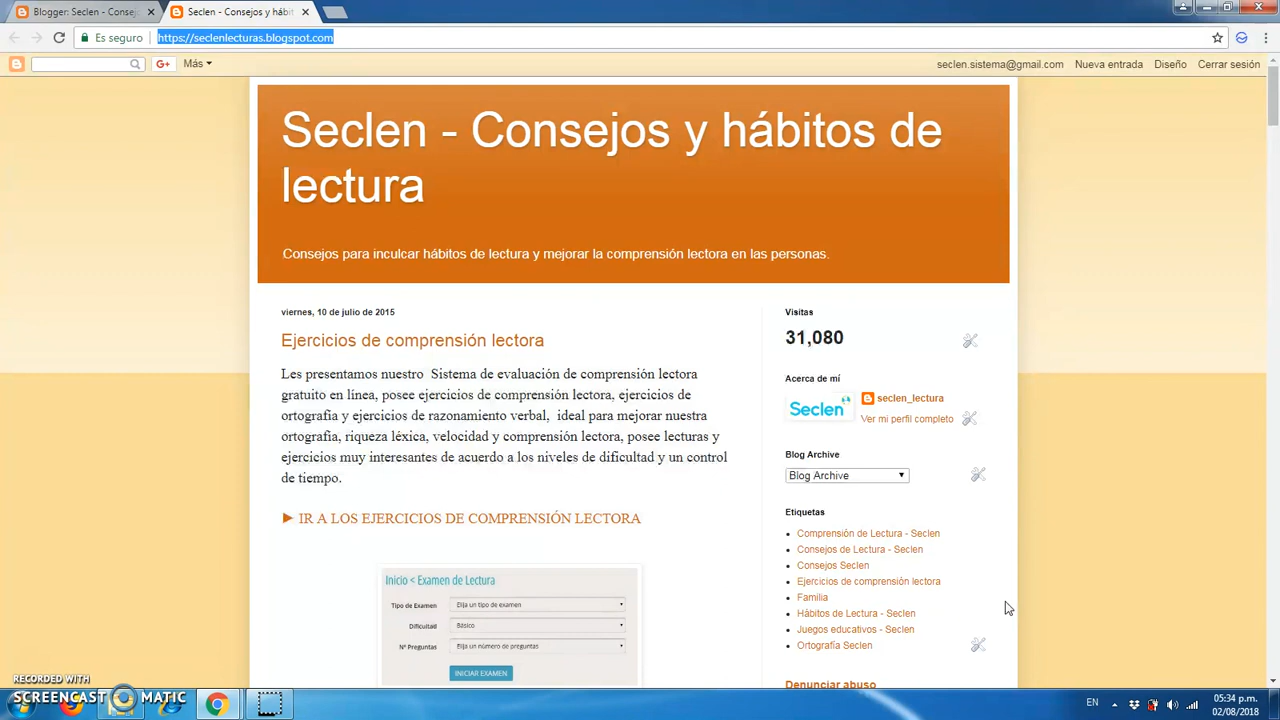 Blogger: Seclen - Consej
Seclen - Consejos y hábit
Es seguro
https://seclenlecturas.blogspot.com
G+
Más
seclen.sistema@gmail.com
Nueva entrada
Diseño
Cerrar sesión
Seclen - Consejos y hábitos de
lectura
Consejos para inculcar hábitos de lectura y mejorar la comprensión lectora en las personas.
viernes, 10 de julio de 2015
Ejercicios de comprensión lectora
Les presentamos nuestro Sistema de evaluación de comprensión lectora
gratuito en línea, posee ejercicios de comprensión lectora, ejercicios de
ortografía y ejercicios de razonamiento verbal, ideal para mejorar nuestra
ortografía, riqueza léxica, velocidad y comprensión lectora, posee lecturas y
ejercicios muy interesantes de acuerdo a los niveles de dificultad y un control
de tiempo.
► IR A LOS EJERCICIOS DE COMPRENSIÓN LECTORA
Inicio < Examen de Lectura
Tipo de Examen
Elija un tipo de examen
Dificultad
Básico
Nº Preguntas
Elija un número de preguntas
INICIAR EXAMEN
Visitas
31,080
Acerca de mí
Seclen
seclen_lectura
Ver mi perfil completo
Blog Archive
Blog Archive
Etiquetas
Comprensión de Lectura - Seclen
Consejos de Lectura - Seclen
Consejos Seclen
Ejercicios de comprensión lectora
Familia
Hábitos de Lectura - Seclen
Juegos educativos - Seclen
Ortografía Seclen
Denunciar abuso
RECORDED WITH
SCREENCAST MATIC
EN
05:34 p.m.
02/08/2018